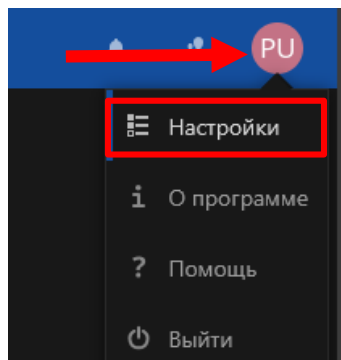 PU
Настройки
i О программе
? Помощь
Выйти